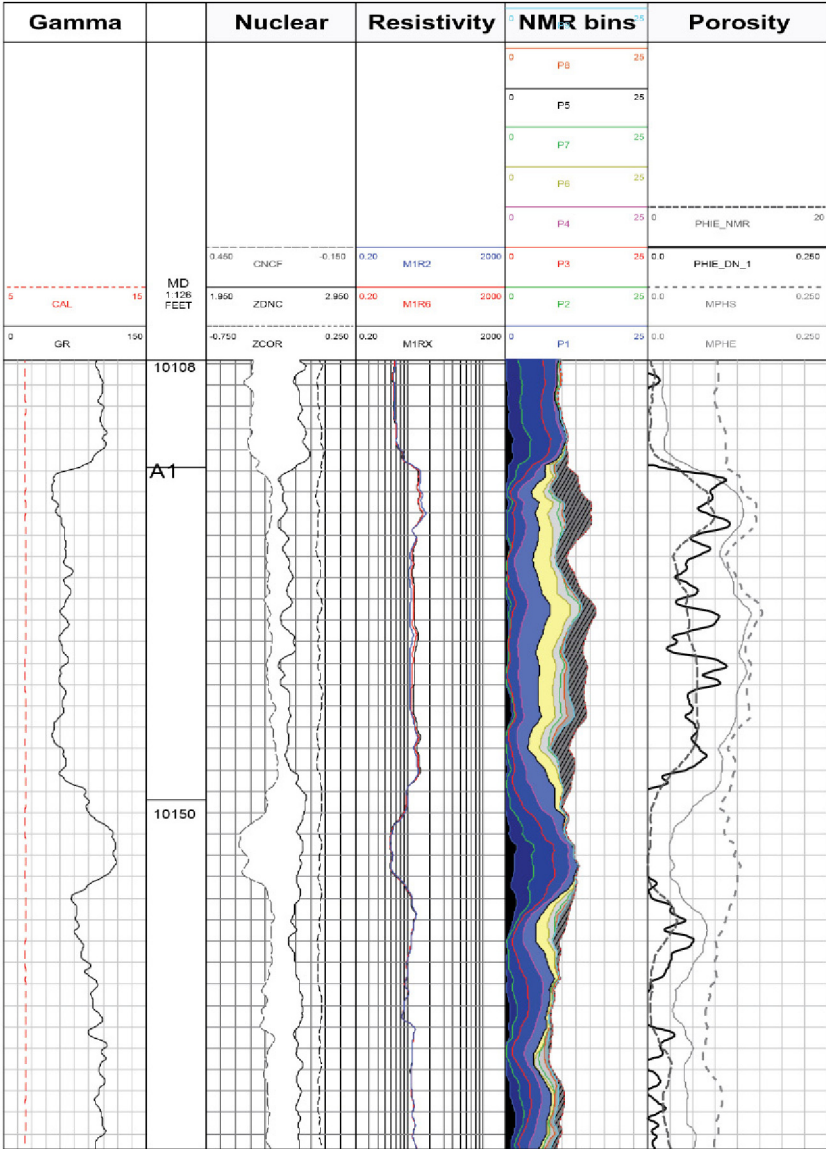 Gamma
Nuclear
Resistivity
NMR bins
Porosity
0 25
0 P8 25
0 P5 25
0 P7 25
0 P6 25
0 P4 25
0 PHIE_NMR 20
0.450 CNCF -0.150
0.20 M1R2 2000
0 P3 25
0.0 PHIE_DN_1 0.250
5 CAL 15
MD
1:126
FEET
1.950 ZDNC 2.950
0.20 M1R6 2000
0 P2 25
0.0 MPHS 0.250
0 GR 150
-0.750 ZCOR 0.250
0.20 M1RX 2000
0 P1 25
0.0 MPHE 0.250
10108
A1
10150